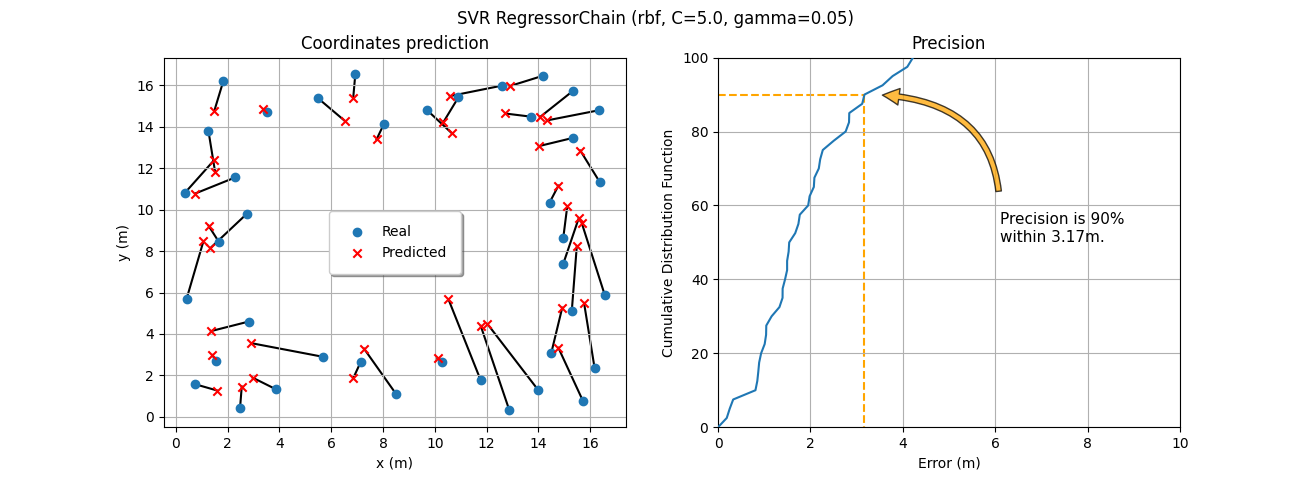 SVR RegressorChain (rbf, C=5.0, gamma=0.05)
Coordinates prediction
y (m)
16
14
12
10
8
6
4
2
0
Real
Predicted
0 2 4 6 8 10 12 14 16
x (m)
Precision
Cumulative Distribution Function
100
80
60
40
20
0
Precision is 90%
within 3.17m.
0 2 4 6 8 10
Error (m)